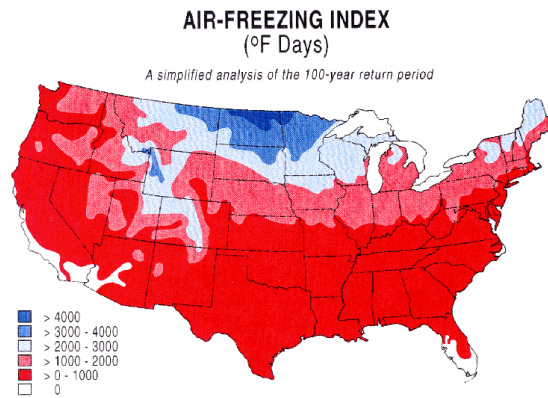 AIR-FREEZING INDEX
(ºF Days)
A simplified analysis of the 100-year return period
> 4000
> 3000 - 4000
> 2000 - 3000
> 1000 - 2000
> 0 - 1000
0